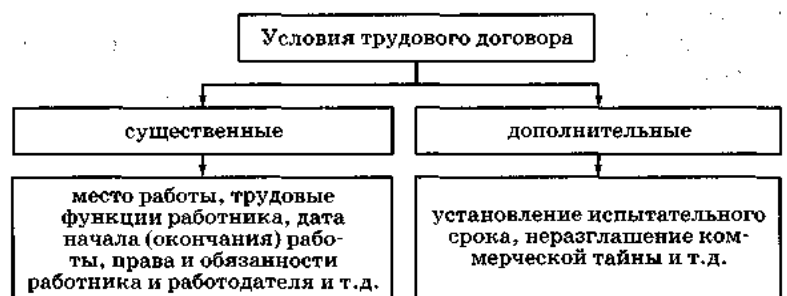 Условия трудового договора
существенные
дополнительные
место работы, трудовые
функции работника, дата
начала (окончания) рабо-
ты, права и обязанности
работника и работодателя и т.д.
установление испытательного
срока, неразглашение ком-
мерческой тайны и т.д.